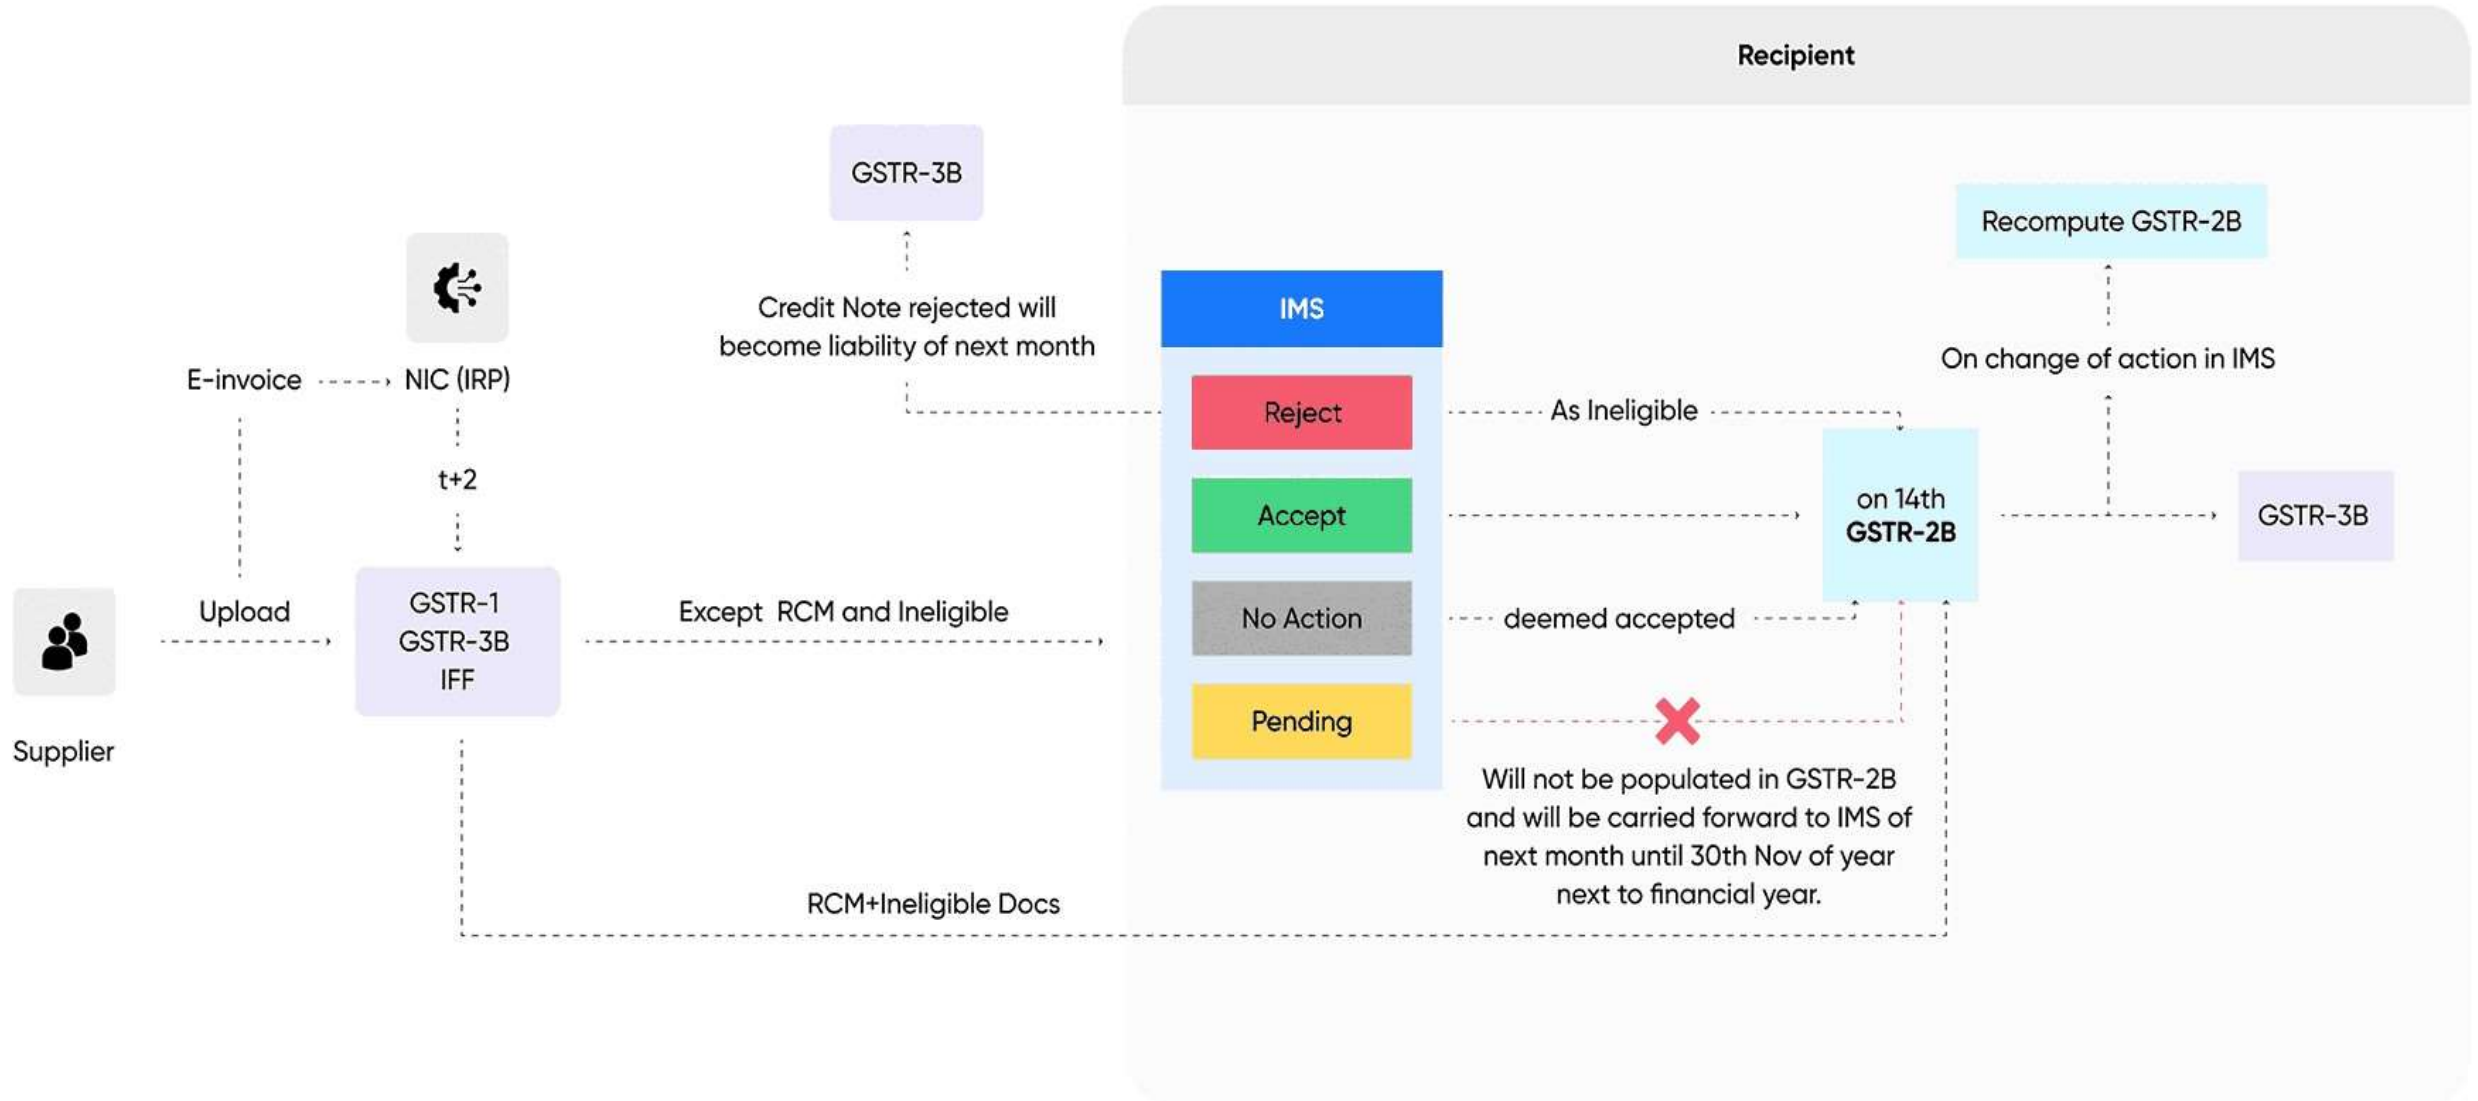 Recipient
GSTR-3B
Recompute GSTR-2B
Credit Note rejected will
become liability of next month
IMS
On change of action in IMS
E-invoice
NIC (IRP)
Reject
As Ineligible
t+2
Accept
on 14th
GSTR-2B
GSTR-3B
Upload
GSTR-1
GSTR-3B
IFF
Except RCM and Ineligible
No Action
deemed accepted
Supplier
Pending
Will not be populated in GSTR-2B
and will be carried forward to IMS of
next month until 30th Nov of year
next to financial year.
RCM+Ineligible Docs